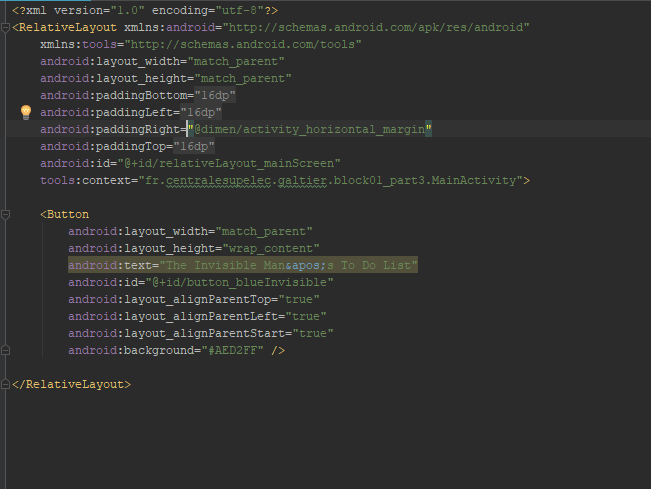 <?xml version="1.0" encoding="utf-8"?>
<RelativeLayout xmlns:android="http://schemas.android.com/apk/res/android"
    xmlns:tools="http://schemas.android.com/tools"
    android:layout_width="match_parent"
    android:layout_height="match_parent"
    android:paddingBottom="16dp"
    android:paddingLeft="16dp"
    android:paddingRight="@dimen/activity_horizontal_margin"
    android:paddingTop="16dp"
    android:id="@+id/relativeLayout_mainScreen"
    tools:context="fr.centralesupelec.galtier.block01_part3.MainActivity">

    <Button
        android:layout_width="match_parent"
        android:layout_height="wrap_content"
        android:text="The Invisible Man&apos;s To Do List"
        android:id="@+id/button_blueInvisible"
        android:layout_alignParentTop="true"
        android:layout_alignParentLeft="true"
        android:layout_alignParentStart="true"
        android:background="#AED2FF" />

</RelativeLayout>